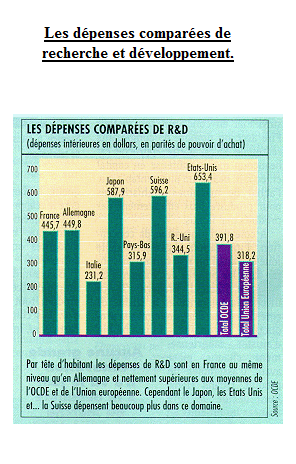 Les dépenses comparées de
recherche et développement.
LES DÉPENSES COMPARÉES DE R&D
(dépenses intérieures en dollars, en parités de pouvoir d'achat)
700
600
500
400
300
200
100
0
France
445,7
Allemagne
449,8
Italie
231,2
Japon
587,9
Pays-Bas
315,9
Suisse
596,2
R.-Uni
344,5
Etats-Unis
653,4
391,8
Total OCDE
318,2
Total Union Européenne
Par tête d'habitant les dépenses de R&D sont en France au même
niveau qu'en Allemagne et nettement supérieures aux moyennes de
l'OCDE et de l'Union européenne. Cependant le Japon, les Etats Unis
et... la Suisse dépensent beaucoup plus dans ce domaine.
Source : OCDE